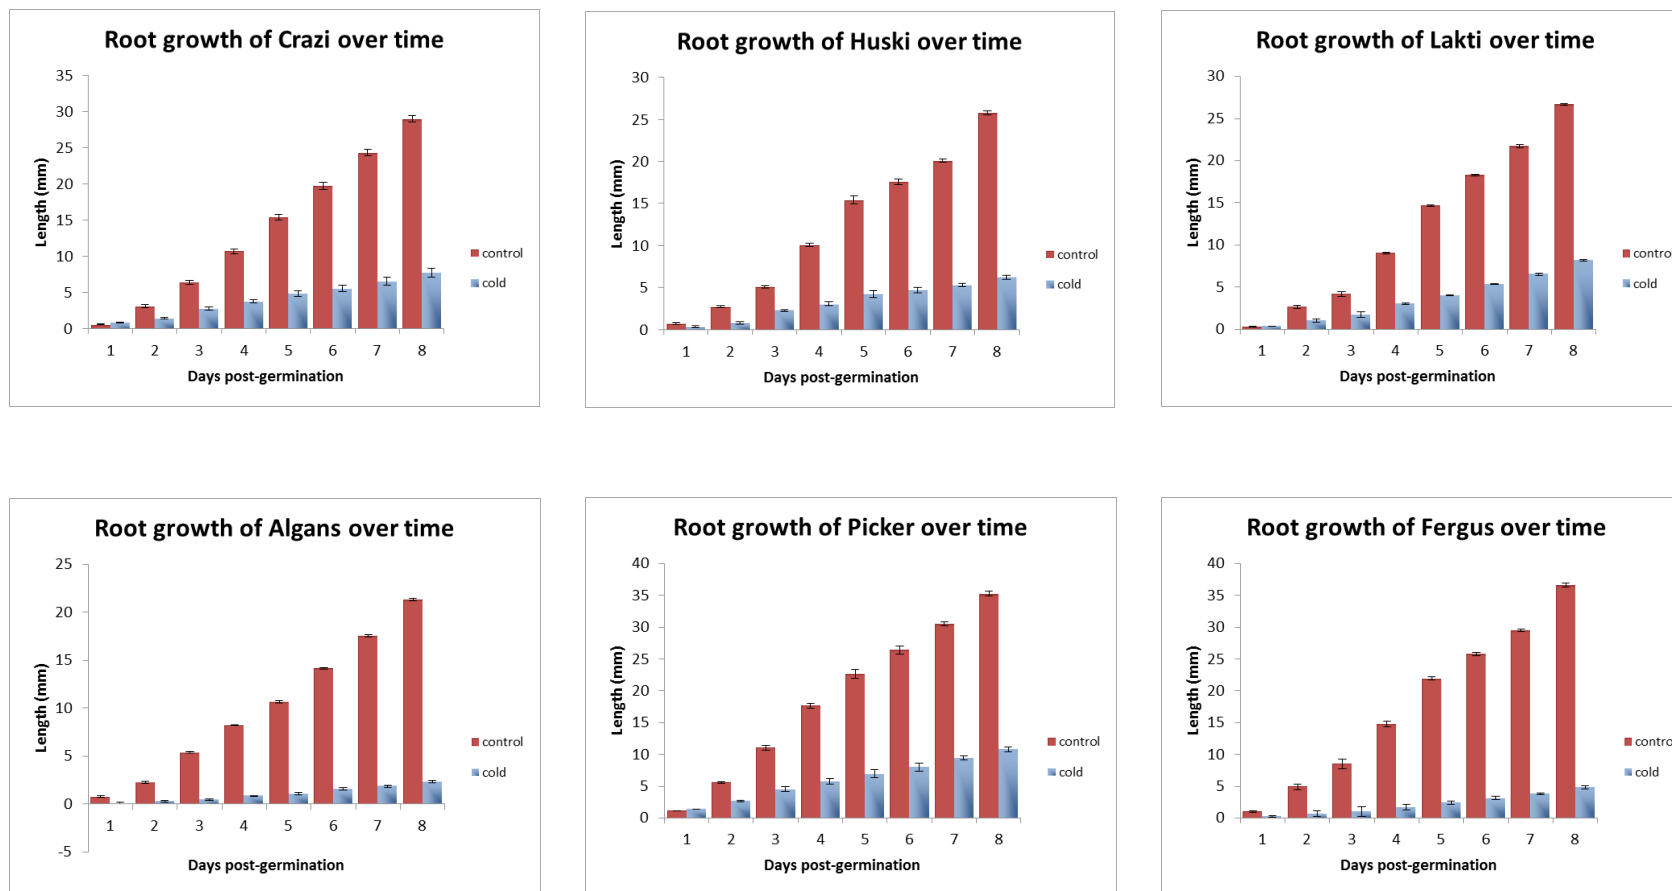 Root growth of Crazi over time
35
30
25
20
15
10
5
0
Length (mm)
1 2 3 4 5 6 7 8
Days post-germination
control
cold
Root growth of Huski over time
30
25
20
15
10
5
0
Length (mm)
1 2 3 4 5 6 7 8
Days post-germination
control
cold
Root growth of Lakti over time
30
25
20
15
10
5
0
Length (mm)
1 2 3 4 5 6 7 8
Days post-germination
control
cold
Root growth of Algans over time
25
20
15
10
5
0
-5
Length (mm)
1 2 3 4 5 6 7 8
Days post-germination
control
cold
Root growth of Picker over time
40
35
30
25
20
15
10
5
0
Length (mm)
1 2 3 4 5 6 7 8
Days post-germination
control
cold
Root growth of Fergus over time
40
35
30
25
20
15
10
5
0
Length (mm)
1 2 3 4 5 6 7 8
Days post-germination
control
cold